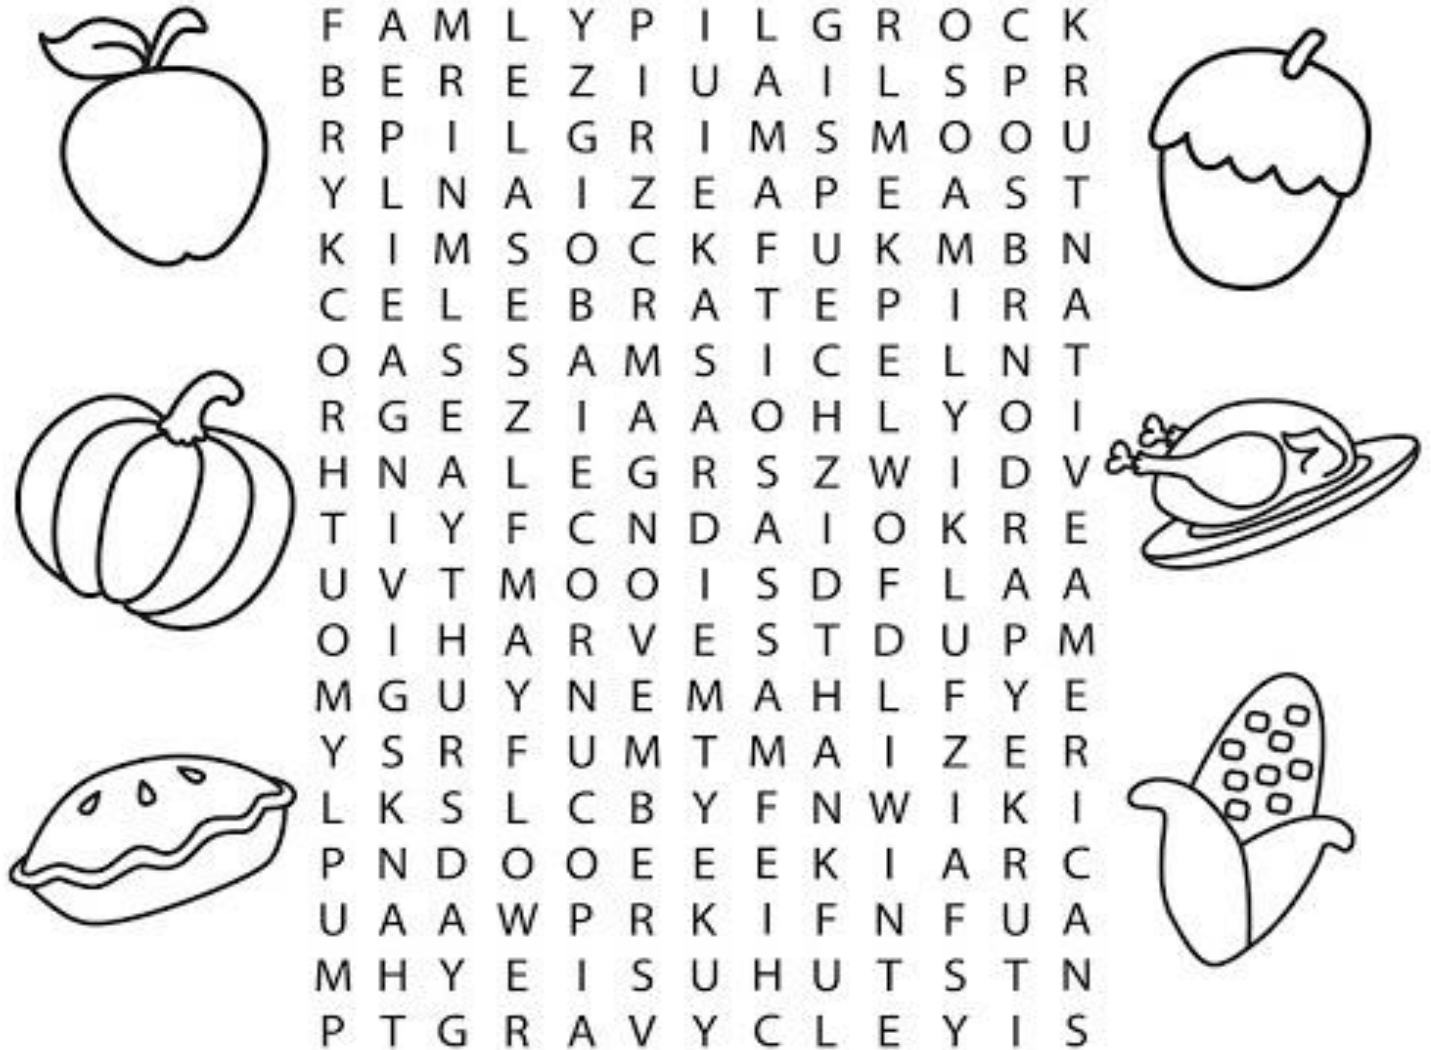 F A M L Y P I L G R O C K
B E R E Z I U A I L S P R
R P I L G R I M S M O O U
Y L N A I Z E A P E A S T
K I M S O C K F U K M B N
C E L E B R A T E P I R A
O A S S A M S I C E L N T
R G E Z I A A O H L Y O I
H N A L E G R S Z W I D V
T I Y F C N D A I O K R E
U V T M O O I S D F L A A
O I H A R V E S T D U P M
M G U Y N E M A H L F Y E
Y S R F U M T M A I Z E R
L K S L C B Y F N W I K I
P N D O O E E E K I A R C
U A A W P R K I F N F U A
M H Y E I S U H U T S T N
P T G R A V Y C L E Y I S